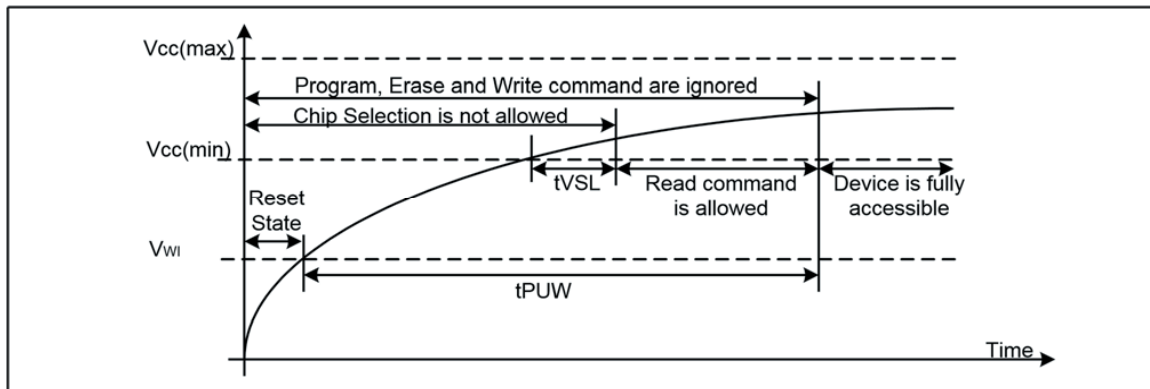 Vcc(max)
Program, Erase and Write command are ignored
Chip Selection is not allowed
Vcc(min)
tVSL
Read command
is allowed
Device is fully
accessible
Reset
State
VWI
tPUW
Time